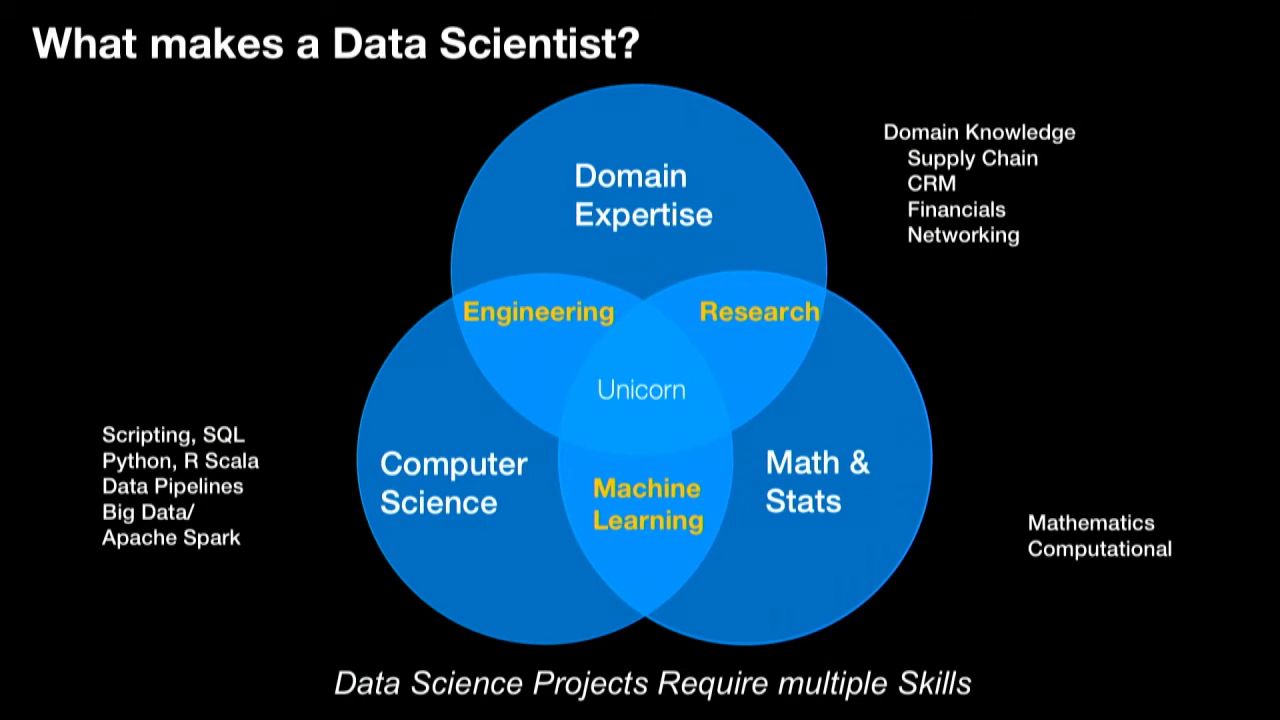 What makes a Data Scientist?
Domain Knowledge
Supply Chain
CRM
Financials
Networking
Domain
Expertise
Engineering
Research
Unicorn
Scripting, SQL
Python, R Scala
Data Pipelines
Big Data/
Apache Spark
Computer
Science
Machine
Learning
Math &
Stats
Mathematics
Computational
Data Science Projects Require multiple Skills